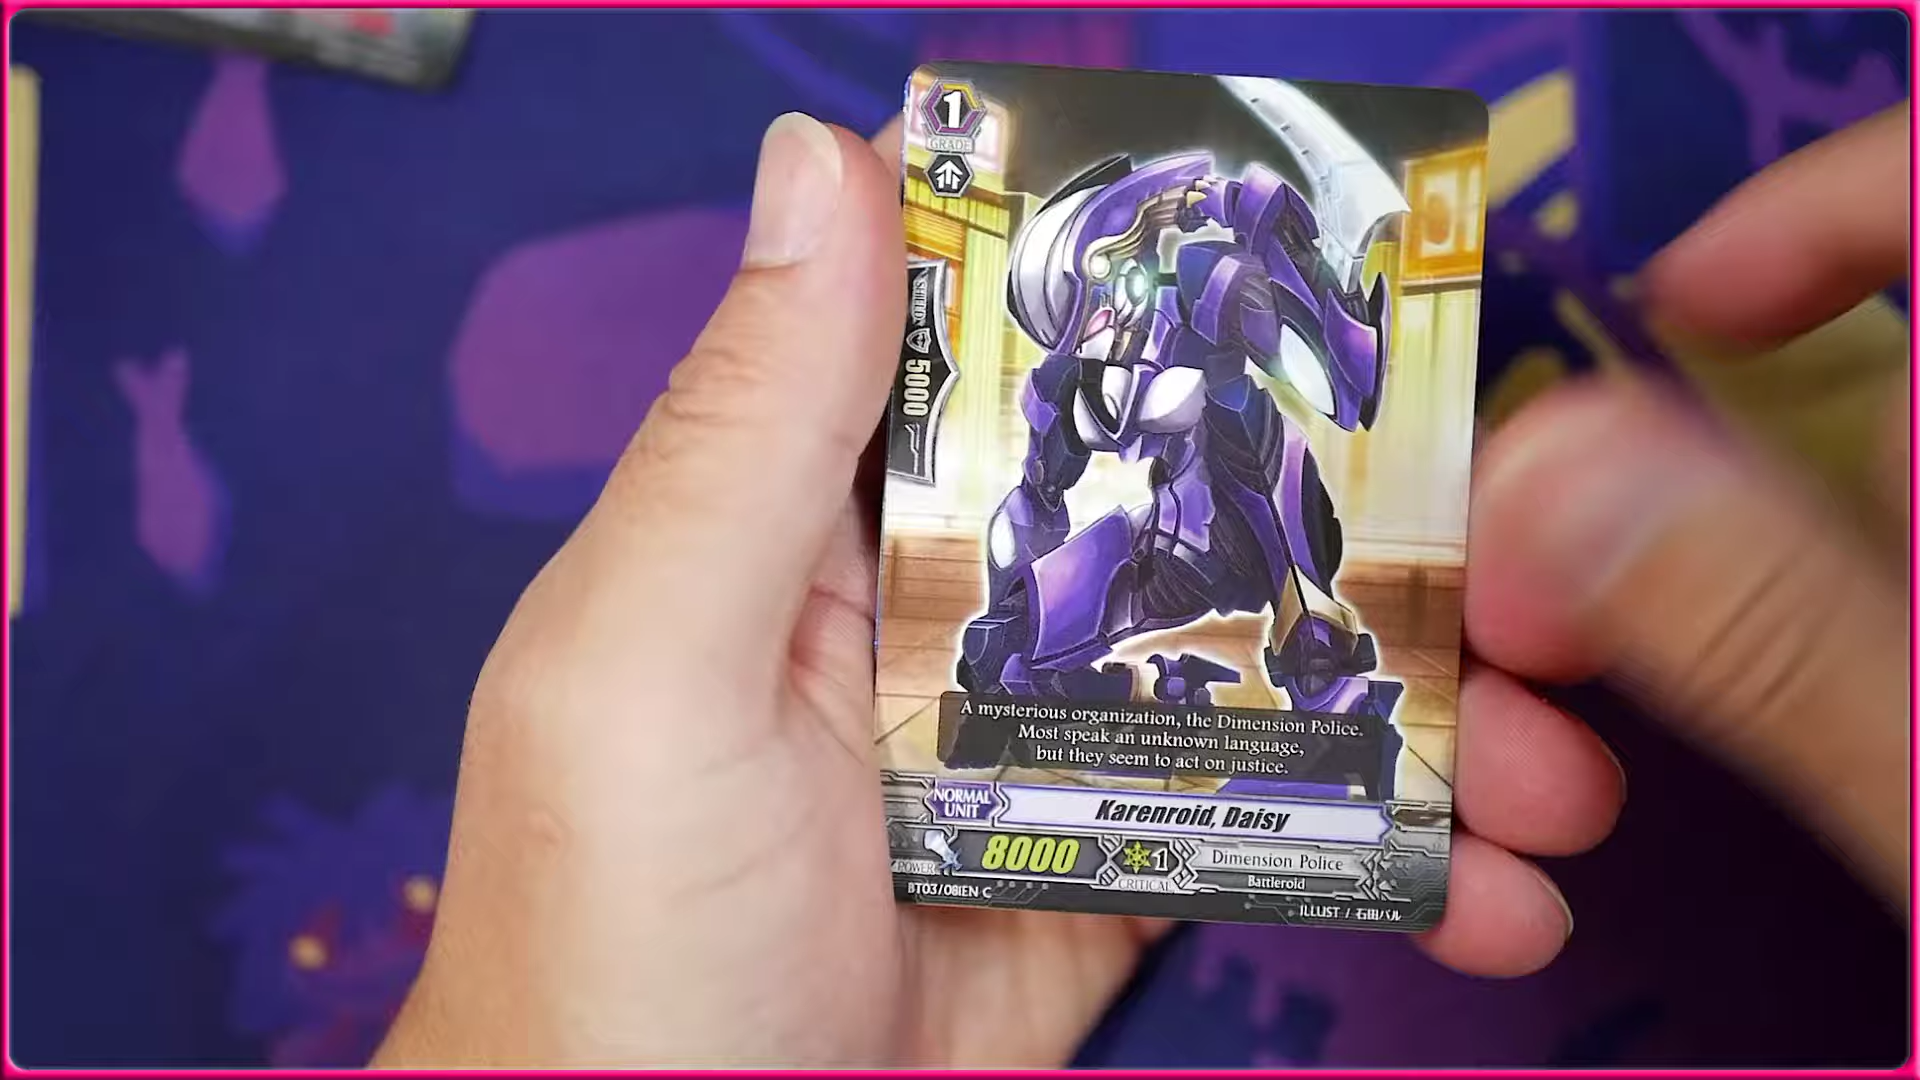 1
GRADE
SHIELD
5000
A mysterious organization, the Dimension Police.
Most speak an unknown language,
but they seem to act on justice.
NORMAL
UNIT
Karenroid, Daisy
POWER
8000
1
CRITICAL
Dimension Police
Battleroid
BT03/081EN C
ILLUST / 石田バル